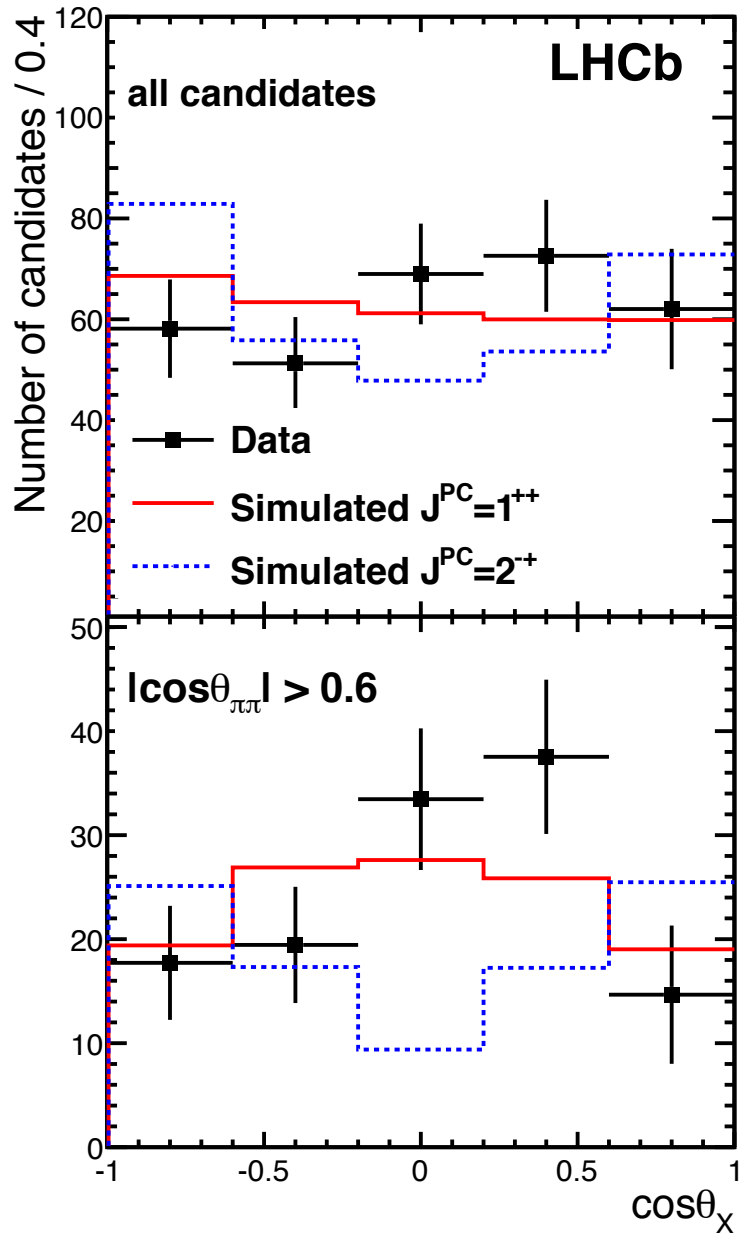 Number of candidates / 0.4
120
100
80
60
40
20
LHCb
all candidates
Data
Simulated J^PC=1^++
Simulated J^PC=2^-+
50
40
30
20
10
0
|cosθ_ππ| > 0.6
-1 -0.5 0 0.5 1
cosθ_X